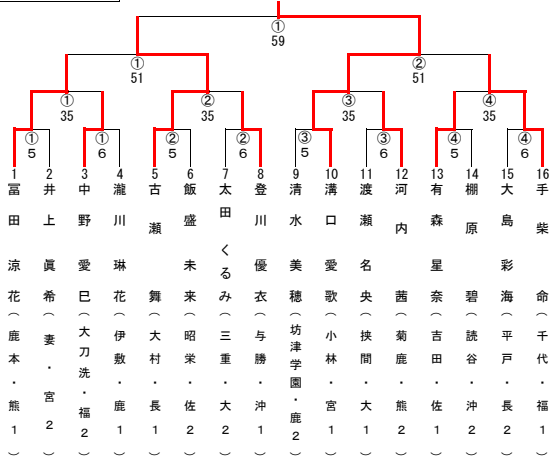 ①
59
①
51
②
51
①
35
②
35
③
35
④
35
①
5
①
6
②
5
②
6
③
5
③
6
④
5
④
6
1 冨田 涼花(鹿本・熊1)
2 井上 眞希(妻・宮2)
3 中野 愛巳(大刀洗・福2)
4 瀧川 琳花(伊敷・鹿1)
5 古瀬 舞(大村・長1)
6 飯盛 未来(昭栄・佐2)
7 太田 くるみ(三重・大2)
8 登川 優衣(与勝・沖1)
9 清水 美穂(坊津学園・鹿2)
10 溝口 愛歌(小林・宮1)
11 渡瀬 名央(挾間・大1)
12 河内 茜(菊鹿・熊2)
13 有森 星奈(吉田・佐1)
14 棚原 碧(読谷・沖2)
15 大島 彩海(平戸・長2)
16 手柴 命(千代・福1)